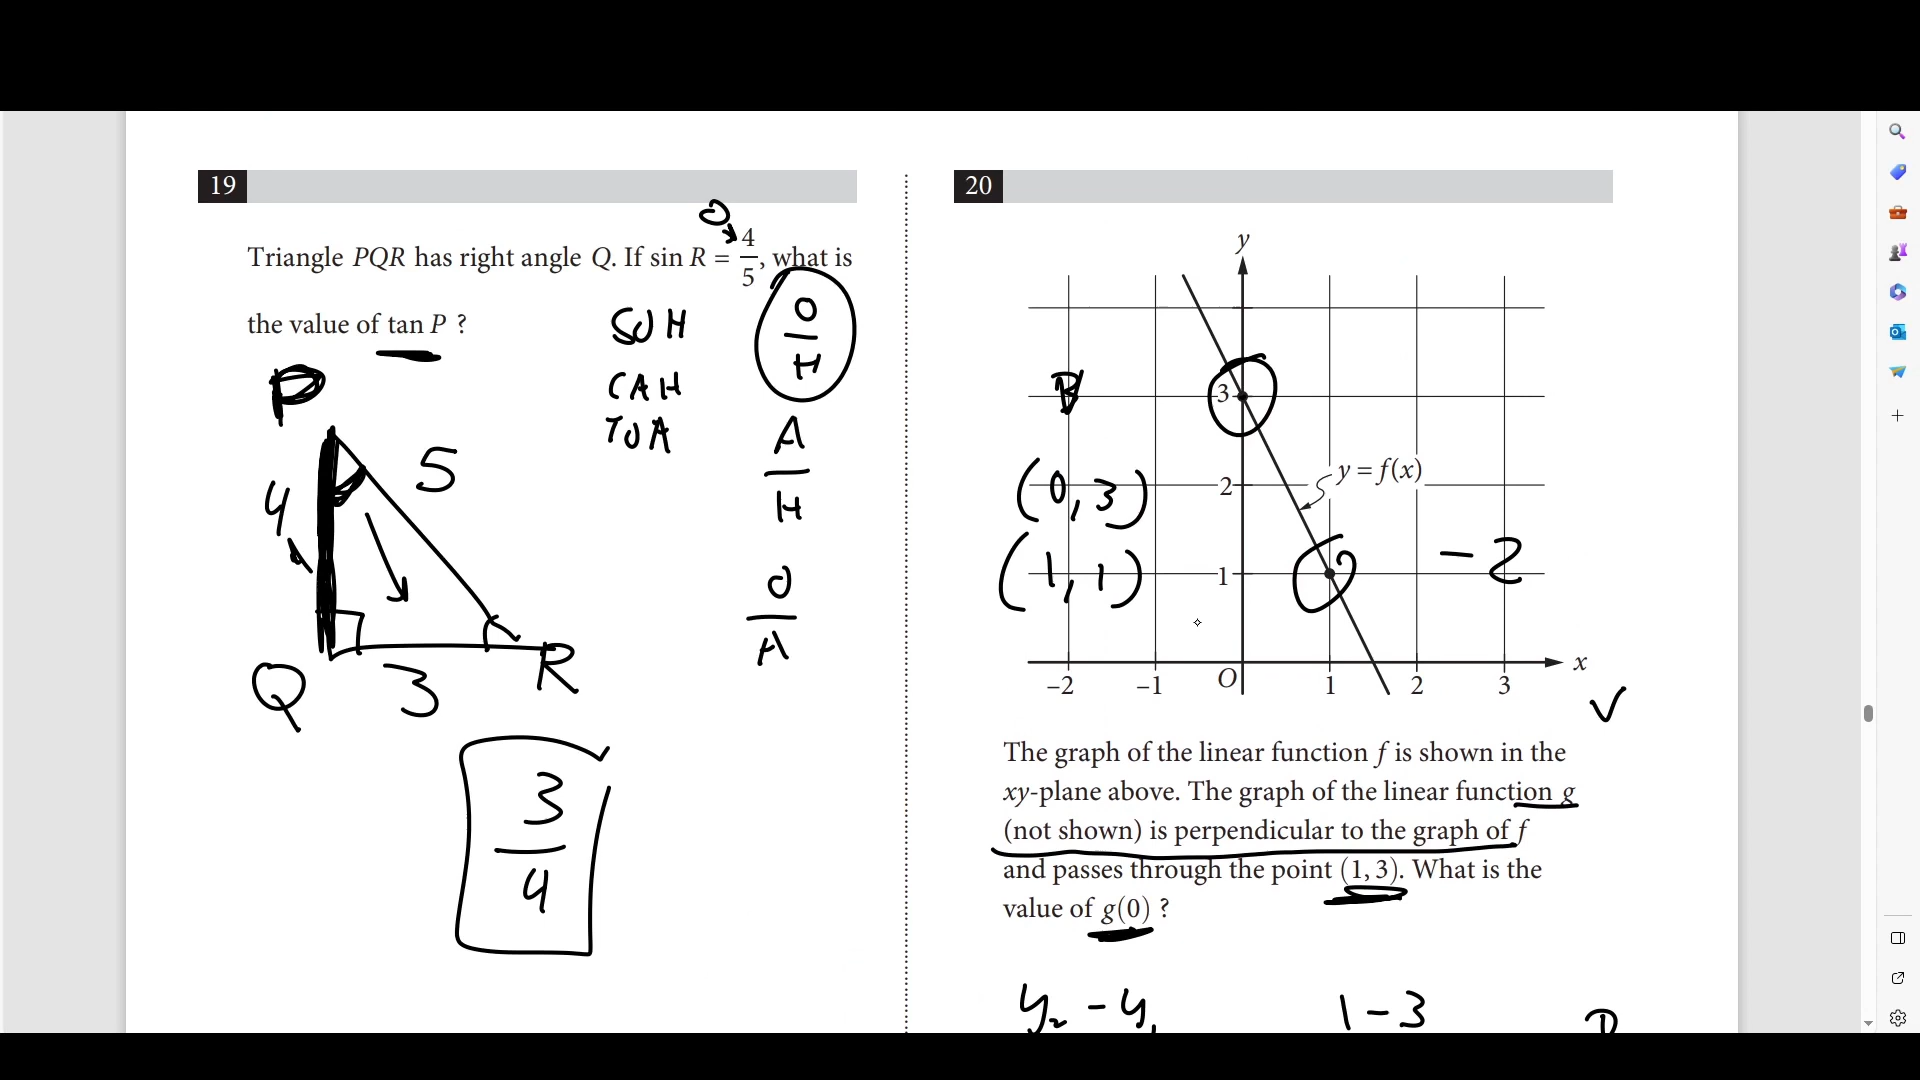 19
Triangle PQR has right angle Q. If sin R = 4/5, what is
the value of tan P ?
O
SOH
CAH
TOA
O/H
A/H
O/A
P
4
5
Q
3
R
3/4
20
y
3
2
1
y = f(x)
(0,3)
(1,1)
-2
O
x
–2 –1 1 2 3
The graph of the linear function f is shown in the
xy-plane above. The graph of the linear function g
(not shown) is perpendicular to the graph of f
and passes through the point (1, 3). What is the
value of g(0) ?
y₂ - y₁
1-3